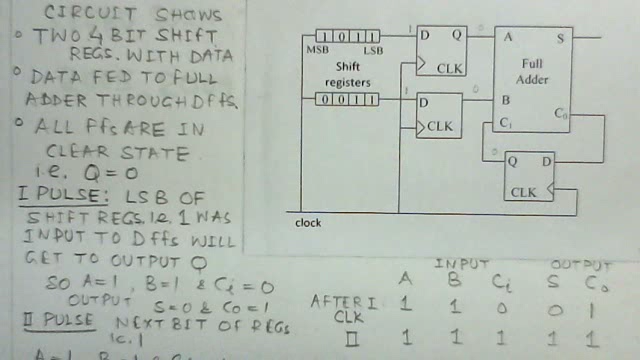 CIRCUIT SHOWS
• TWO 4 BIT SHIFT
REGS. WITH DATA
• DATA FED TO FULL
ADDER THROUGH Dffs.
• ALL ffs ARE IN
CLEAR STATE
i.e. Q = 0
I PULSE: LSB OF
SHIFT REGS. i.e. 1 WAS
INPUT TO Dffs WILL
GET TO OUTPUT Q
SO A=1, B=1 & Ci=0
OUTPUT S=0 & Co=1
II PULSE NEXT BIT OF REGS
ie. 1
1 0 1 1
MSB LSB
Shift
registers
0 0 1 1
1 D Q 0
CLK
1 D 0
CLK
A S
Full
Adder
B
C1 C0
0 Q D
CLK
clock
INPUT OUTPUT
A B Ci S Co
AFTER I 1 1 0 0 1
CLK
II 1 1 1 1 1